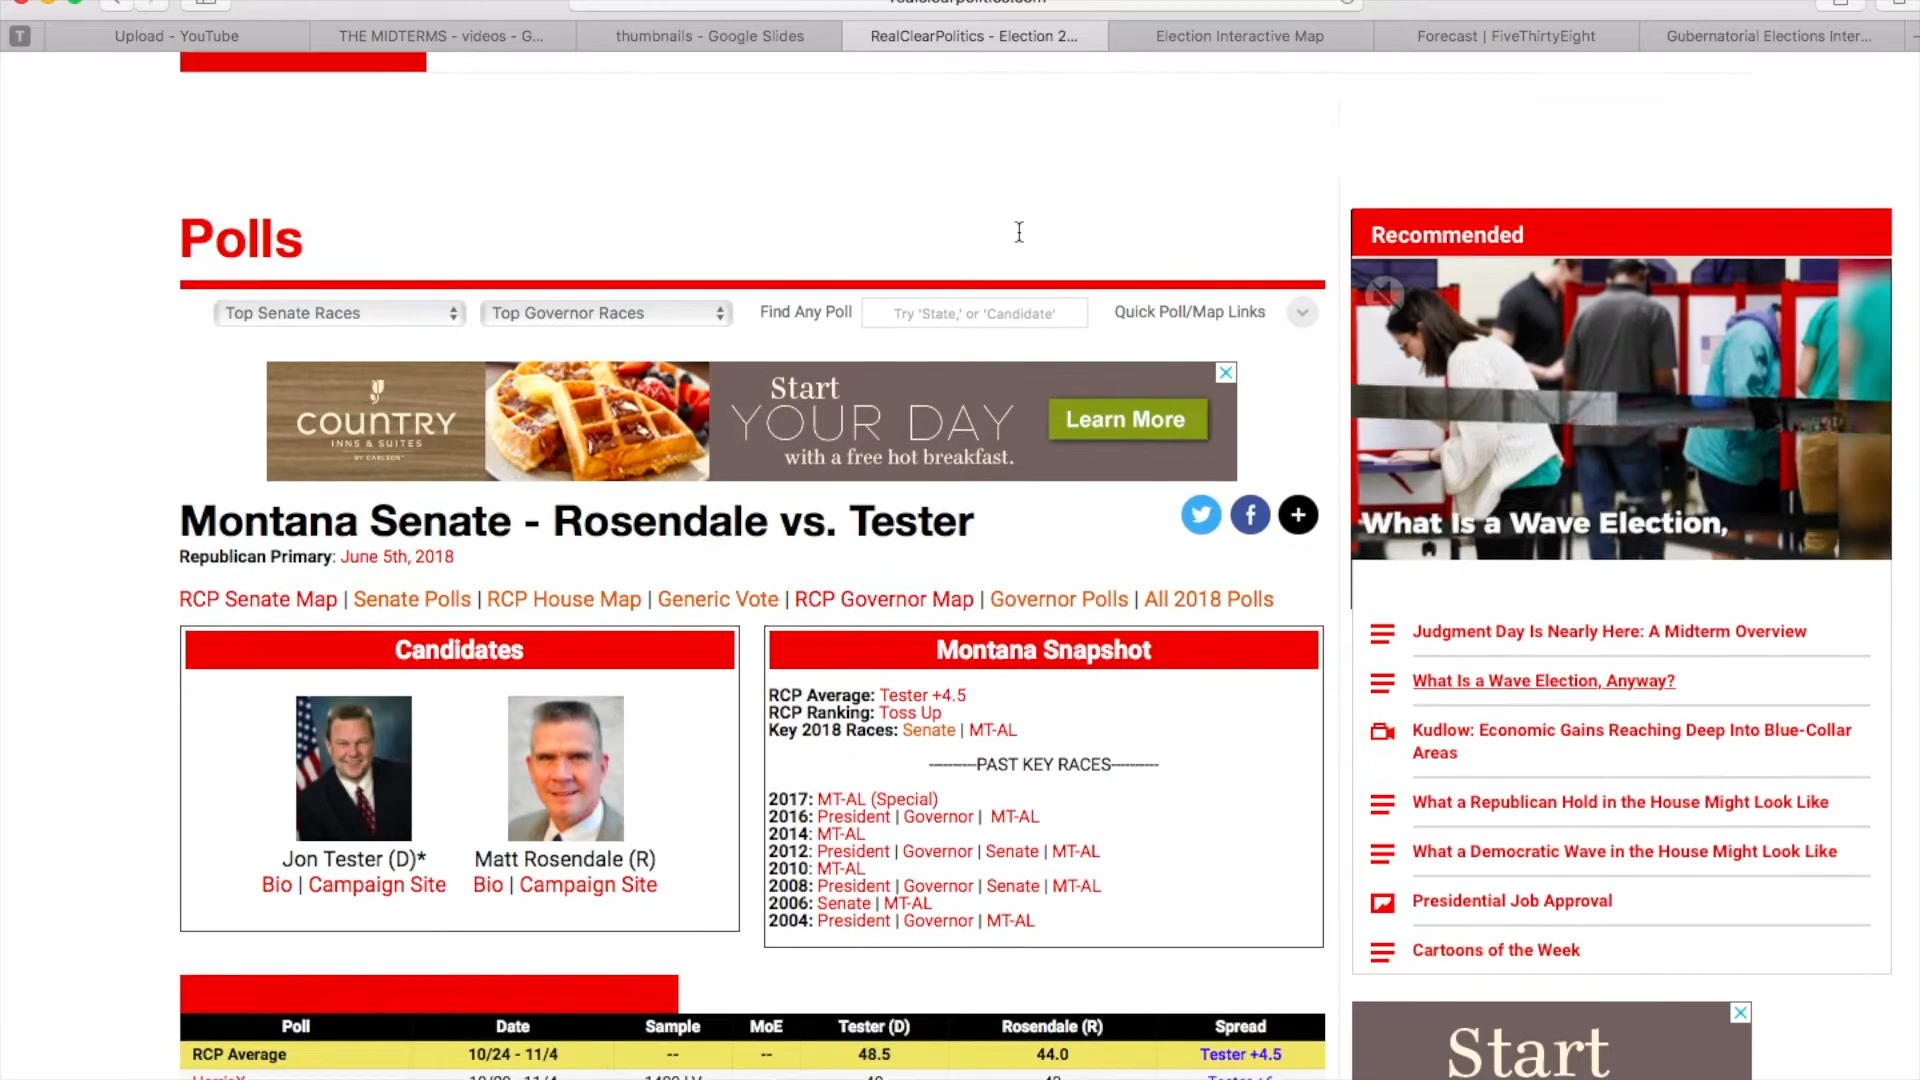 T
Upload - YouTube
THE MIDTERMS - videos - G...
thumbnails - Google Slides
RealClearPolitics - Election 2...
Election Interactive Map
Forecast | FiveThirtyEight
Gubernatorial Elections Inter...
Polls
Top Senate Races
Top Governor Races
Find Any Poll
Try 'State,' or 'Candidate'
Quick Poll/Map Links
COUNTRY
INNS & SUITES
BY CARLSON
Start
YOUR DAY
with a free hot breakfast.
Learn More
Montana Senate - Rosendale vs. Tester
Republican Primary: June 5th, 2018
RCP Senate Map | Senate Polls | RCP House Map | Generic Vote | RCP Governor Map | Governor Polls | All 2018 Polls
Candidates
Jon Tester (D)*
Bio | Campaign Site
Matt Rosendale (R)
Bio | Campaign Site
Montana Snapshot
RCP Average: Tester +4.5
RCP Ranking: Toss Up
Key 2018 Races: Senate | MT-AL
----------PAST KEY RACES----------
2017: MT-AL (Special)
2016: President | Governor | MT-AL
2014: MT-AL
2012: President | Governor | Senate | MT-AL
2010: MT-AL
2008: President | Governor | Senate | MT-AL
2006: Senate | MT-AL
2004: President | Governor | MT-AL
Poll Date Sample MoE Tester (D) Rosendale (R) Spread
RCP Average 10/24 - 11/4 -- -- 48.5 44.0 Tester +4.5
Recommended
What Is a Wave Election,
Judgment Day Is Nearly Here: A Midterm Overview
What Is a Wave Election, Anyway?
Kudlow: Economic Gains Reaching Deep Into Blue-Collar
Areas
What a Republican Hold in the House Might Look Like
What a Democratic Wave in the House Might Look Like
Presidential Job Approval
Cartoons of the Week
Start